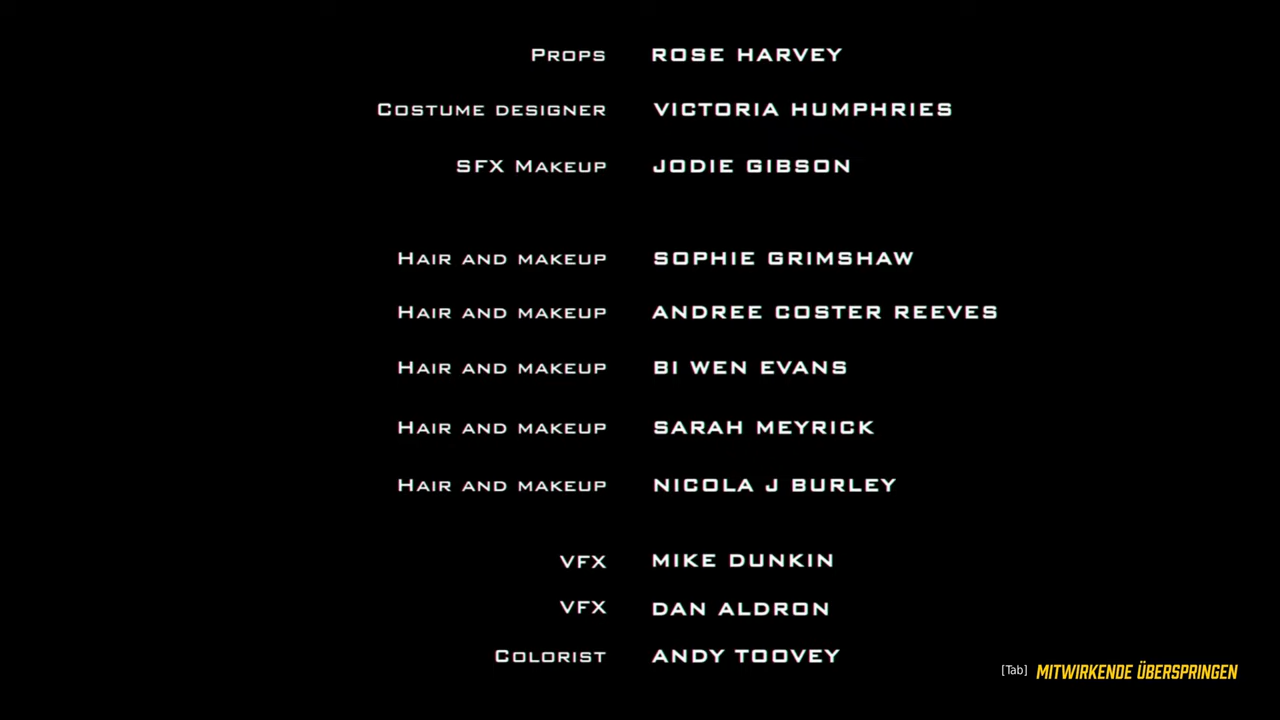 Props ROSE HARVEY
Costume designer VICTORIA HUMPHRIES
SFX Makeup JODIE GIBSON
Hair and makeup SOPHIE GRIMSHAW
Hair and makeup ANDREE COSTER REEVES
Hair and makeup BI WEN EVANS
Hair and makeup SARAH MEYRICK
Hair and makeup NICOLA J BURLEY
VFX MIKE DUNKIN
VFX DAN ALDRON
Colorist ANDY TOOVEY
[Tab] MITWIRKENDE ÜBERSPRINGEN